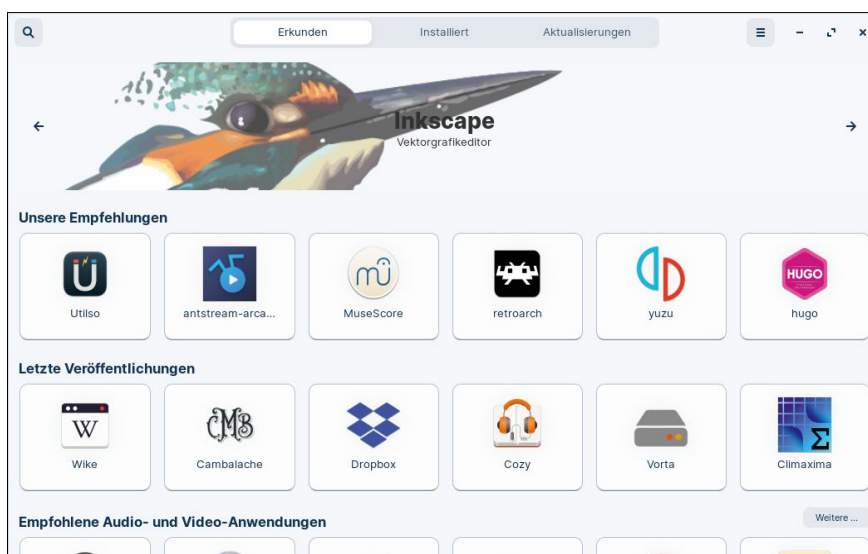 Erkunden Installiert Aktualisierungen
Inkscape
Vektorgrafikeditor
Unsere Empfehlungen
HUGO
Utilso antstream-arca... MuseScore retroarch yuzu hugo
Letzte Veröffentlichungen
W CMB Σ
Wike Cambalache Dropbox Cozy Vorta Climaxima
Empfohlene Audio- und Video-Anwendungen Weitere ...